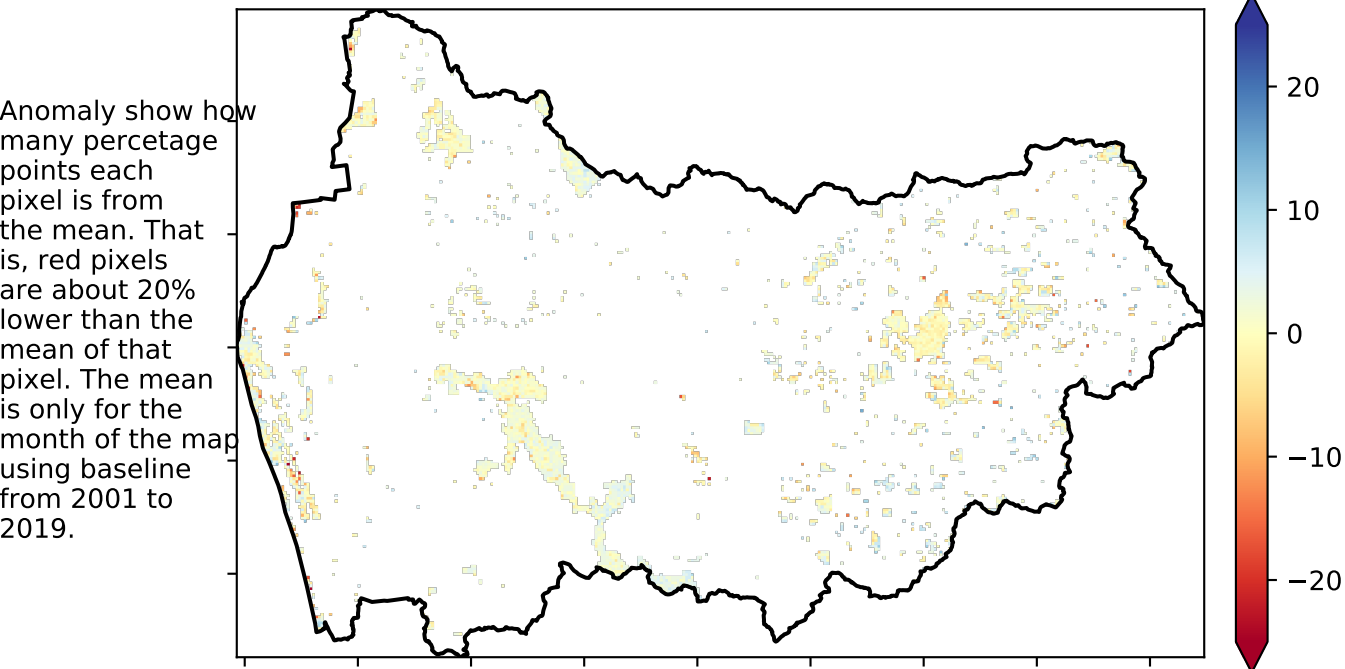 Anomaly show how
many percetage
points each
pixel is from
the mean. That
is, red pixels
are about 20%
lower than the
mean of that
pixel. The mean
is only for the
month of the map
using baseline
from 2001 to
2019.
20
10
0
−10
−20